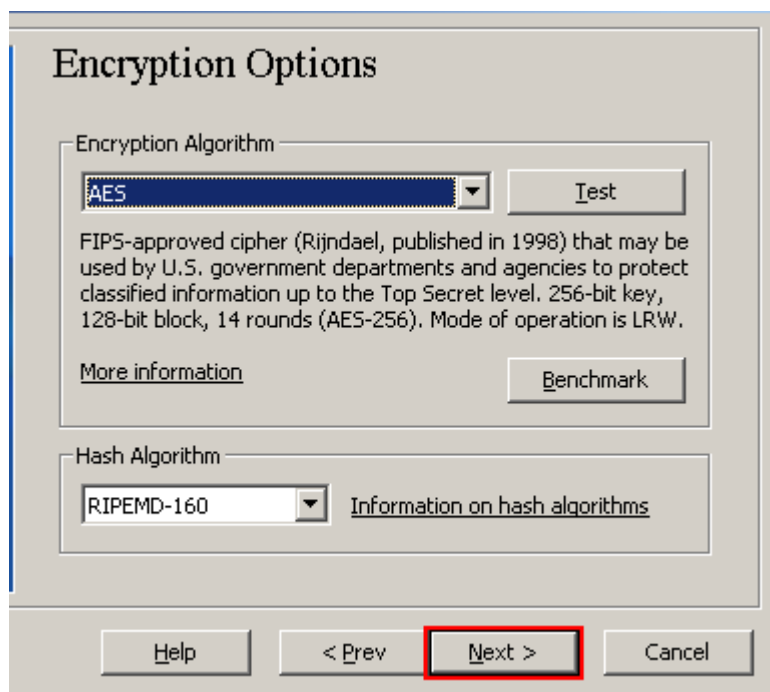 Encryption Options
Encryption Algorithm
AES
Test
FIPS-approved cipher (Rijndael, published in 1998) that may be
used by U.S. government departments and agencies to protect
classified information up to the Top Secret level. 256-bit key,
128-bit block, 14 rounds (AES-256). Mode of operation is LRW.
More information
Benchmark
Hash Algorithm
RIPEMD-160
Information on hash algorithms
Help
< Prev
Next >
Cancel